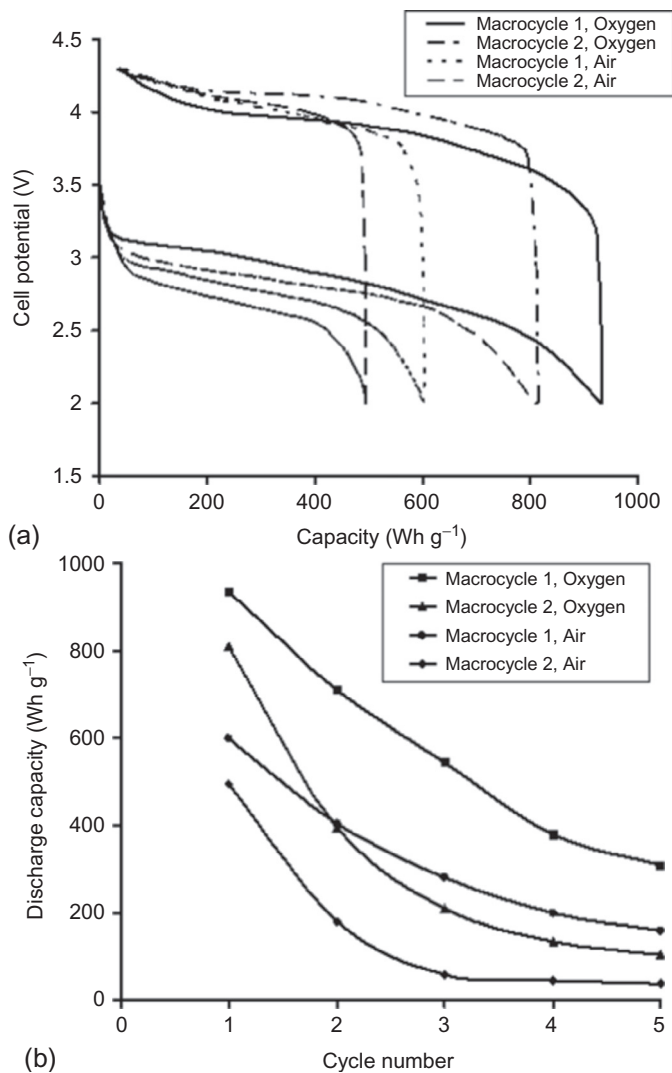 Macrocycle 1, Oxygen
Macrocycle 2, Oxygen
Macrocycle 1, Air
Macrocycle 2, Air
4.5
4
3.5
3
2.5
2
1.5
Cell potential (V)
0 200 400 600 800 1000
Capacity (Wh g⁻¹)
(a)
Macrocycle 1, Oxygen
Macrocycle 2, Oxygen
Macrocycle 1, Air
Macrocycle 2, Air
1000
800
600
400
200
0
Discharge capacity (Wh g⁻¹)
0 1 2 3 4 5
Cycle number
(b)